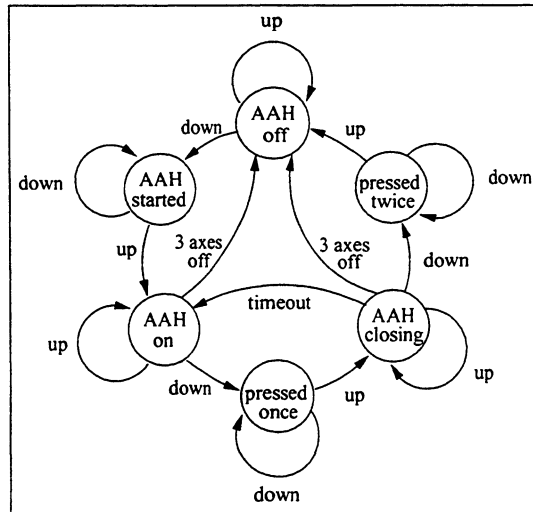 up
AAH
off
down
up
down
AAH
started
pressed
twice
down
up
3 axes
off
3 axes
off
down
timeout
AAH
on
AAH
closing
up
down
pressed
once
up
up
down